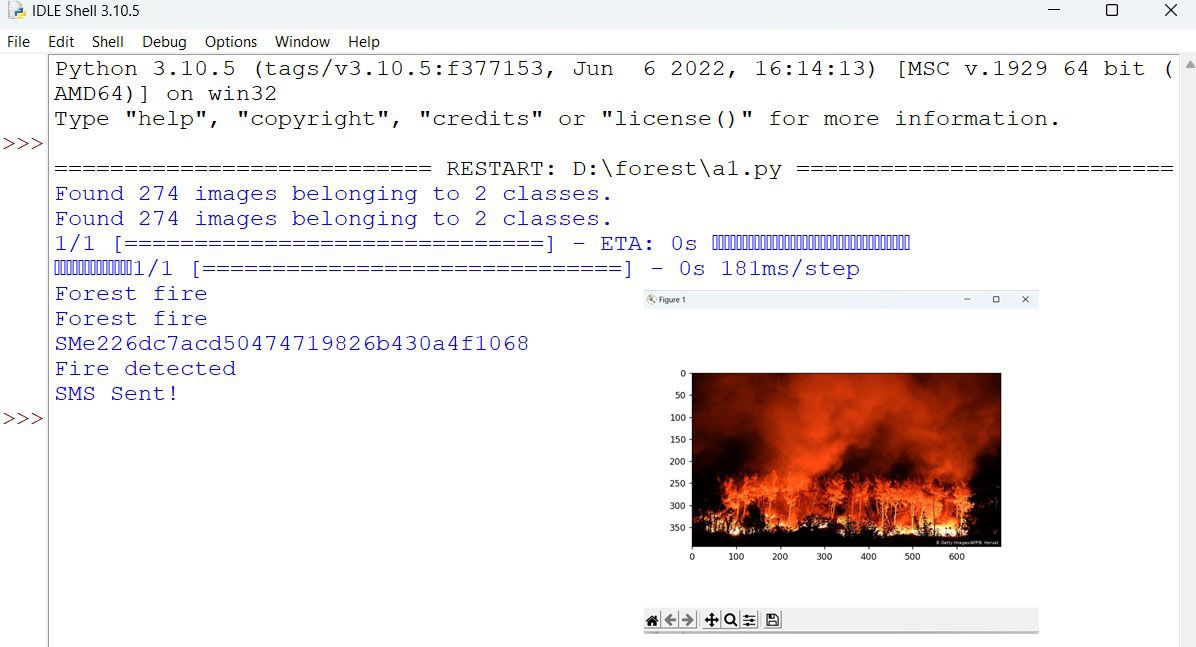 IDLE Shell 3.10.5
File Edit Shell Debug Options Window Help
Python 3.10.5 (tags/v3.10.5:f377153, Jun  6 2022, 16:14:13) [MSC v.1929 64 bit (
AMD64)] on win32
Type "help", "copyright", "credits" or "license()" for more information.
>>>
=========================== RESTART: D:\forest\a1.py ===========================
Found 274 images belonging to 2 classes.
Found 274 images belonging to 2 classes.
1/1 [==============================] - ETA: 0s
1/1 [==============================] - 0s 181ms/step
Forest fire
Forest fire
SMe226dc7acd50474719826b430a4f1068
Fire detected
SMS Sent!
>>>
Figure 1
0
50
100
150
200
250
300
350
© Getty Images/AFP/B. Horvat
0 100 200 300 400 500 600